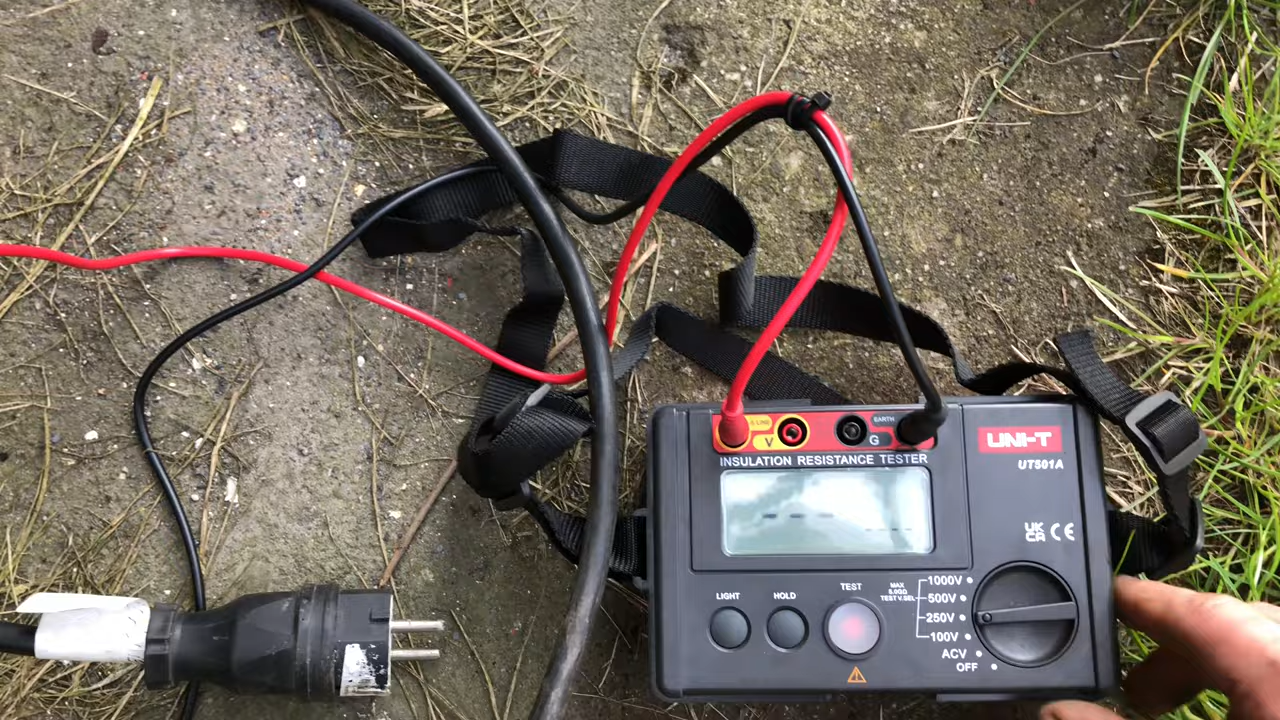 LINE
EARTH
V
G
UNI-T
INSULATION RESISTANCE TESTER
UT501A
UK
CA
CE
LIGHT
HOLD
TEST
MAX
5.0GΩ
TEST V.SEL
1000V
500V
250V
100V
ACV
OFF